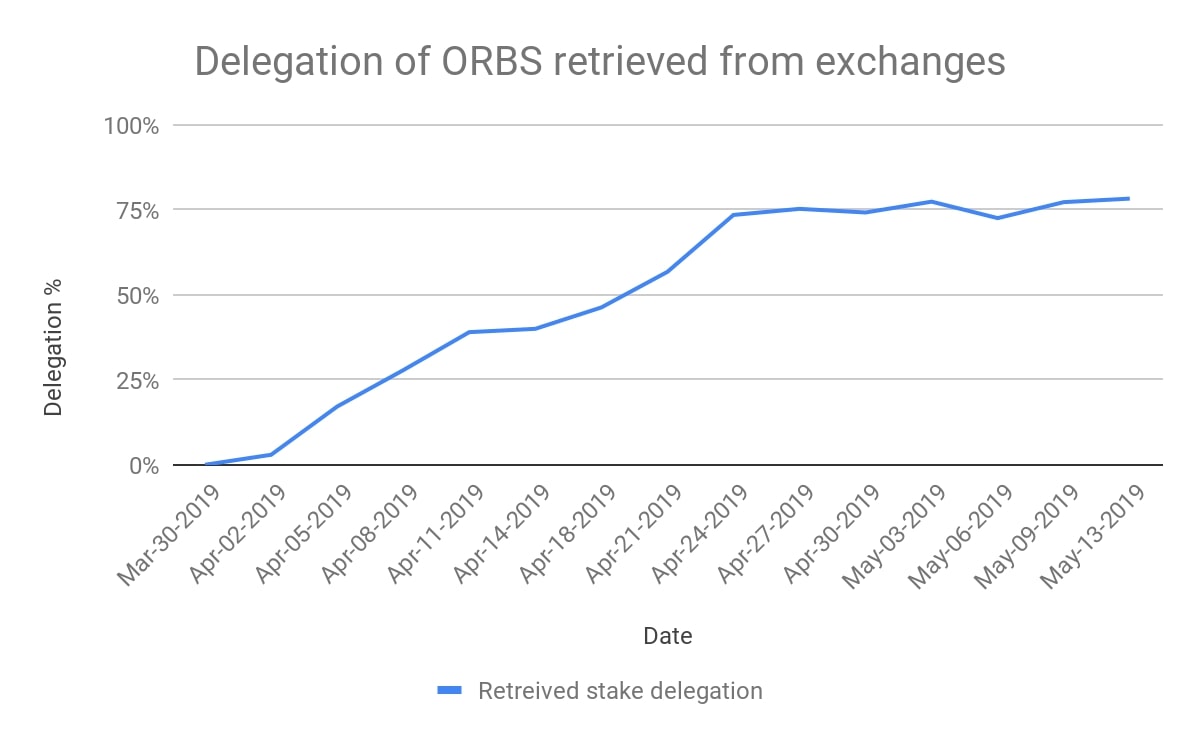 Delegation of ORBS retrieved from exchanges
100%
75%
50%
25%
0%
Delegation %
Mar-30-2019
Apr-02-2019
Apr-05-2019
Apr-08-2019
Apr-11-2019
Apr-14-2019
Apr-18-2019
Apr-21-2019
Apr-24-2019
Apr-27-2019
Apr-30-2019
May-03-2019
May-06-2019
May-09-2019
May-13-2019
Date
Retreived stake delegation